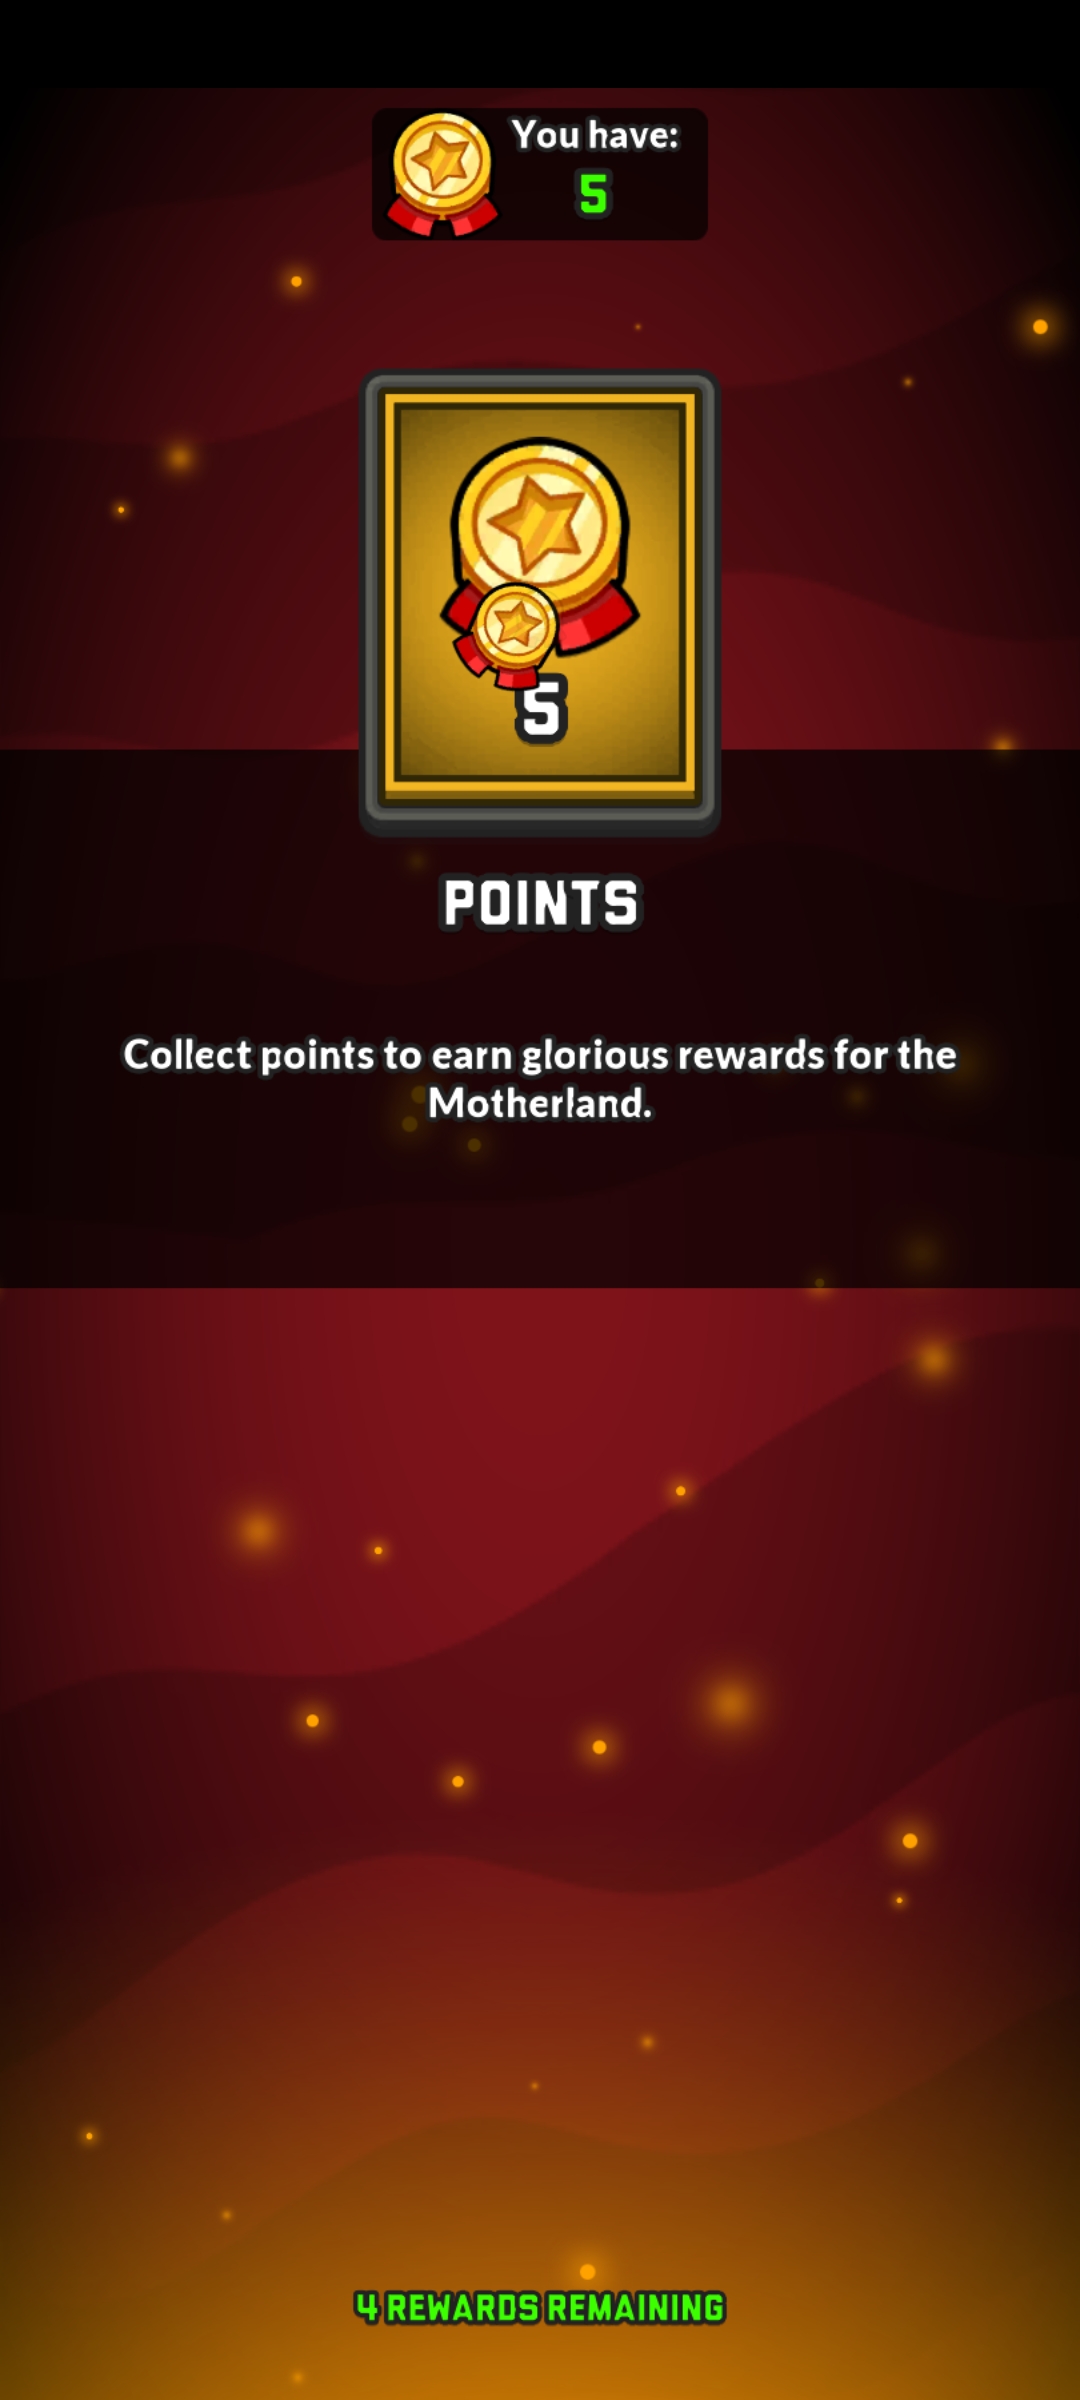 You have:
5
5
POINTS
Collect points to earn glorious rewards for the
Motherland.
4 REWARDS REMAINING